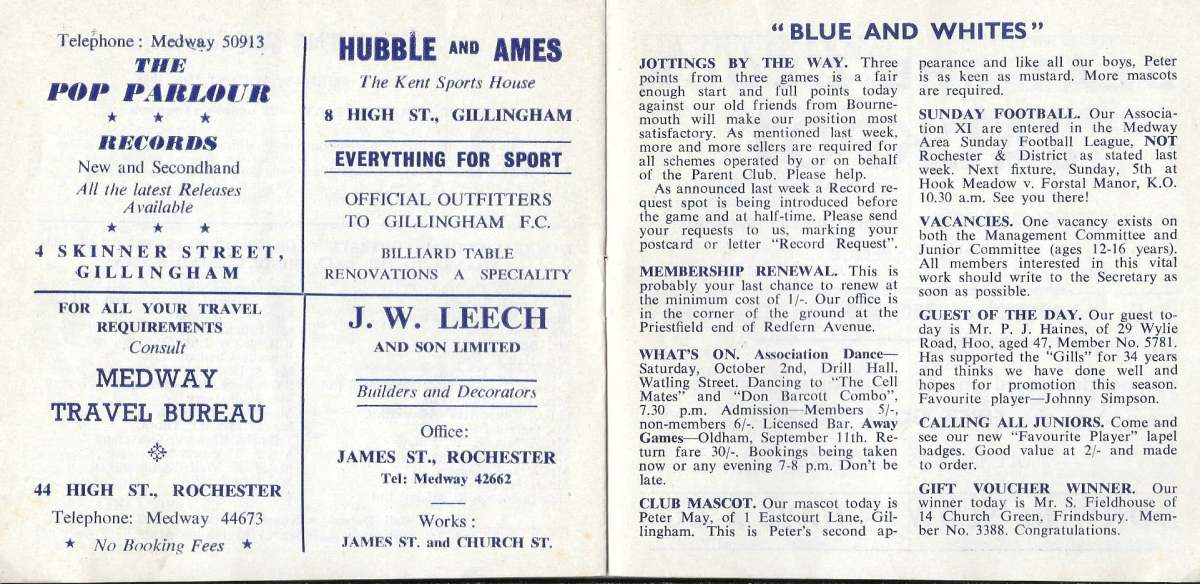 Telephone: Medway 50913
THE
POP PARLOUR
★ ★ ★
RECORDS
New and Secondhand
All the latest Releases
Available
★ ★ ★
4 SKINNER STREET,
GILLINGHAM
HUBBLE AND AMES
The Kent Sports House
8 HIGH ST., GILLINGHAM
EVERYTHING FOR SPORT
OFFICIAL OUTFITTERS
TO GILLINGHAM F.C.
BILLIARD TABLE
RENOVATIONS A SPECIALITY
FOR ALL YOUR TRAVEL
REQUIREMENTS
Consult
MEDWAY
TRAVEL BUREAU
44 HIGH ST., ROCHESTER
Telephone: Medway 44673
★ No Booking Fees ★
J. W. LEECH
AND SON LIMITED
Builders and Decorators
Office:
JAMES ST., ROCHESTER
Tel: Medway 42662
Works:
JAMES ST. and CHURCH ST.
"BLUE AND WHITES"
JOTTINGS BY THE WAY. Three
points from three games is a fair
enough start and full points today
against our old friends from Bourne-
mouth will make our position most
satisfactory. As mentioned last week,
more and more sellers are required for
all schemes operated by or on behalf
of the Parent Club. Please help.
As announced last week a Record re-
quest spot is being introduced before
the game and at half-time. Please send
your requests to us, marking your
postcard or letter "Record Request".
MEMBERSHIP RENEWAL. This is
probably your last chance to renew at
the minimum cost of 1/-. Our office is
in the corner of the ground at the
Priestfield end of Redfern Avenue.
WHAT'S ON. Association Dance—
Saturday, October 2nd, Drill Hall,
Watling Street. Dancing to "The Cell
Mates" and "Don Barcott Combo",
7.30 p.m. Admission—Members 5/-,
non-members 6/-. Licensed Bar. Away
Games—Oldham, September 11th. Re-
turn fare 30/-. Bookings being taken
now or any evening 7-8 p.m. Don't be
late.
CLUB MASCOT. Our mascot today is
Peter May, of 1 Eastcourt Lane, Gil-
lingham. This is Peter's second ap-
pearance and like all our boys, Peter
is as keen as mustard. More mascots
are required.
SUNDAY FOOTBALL. Our Associa-
tion XI are entered in the Medway
Area Sunday Football League, NOT
Rochester & District as stated last
week. Next fixture, Sunday, 5th at
Hook Meadow v. Forstal Manor, K.O.
10.30 a.m. See you there!
VACANCIES. One vacancy exists on
both the Management Committee and
Junior Committee (ages 12-16 years).
All members interested in this vital
work should write to the Secretary as
soon as possible.
GUEST OF THE DAY. Our guest to-
day is Mr. P. J. Haines, of 29 Wylie
Road, Hoo, aged 47, Member No. 5781.
Has supported the "Gills" for 34 years
and thinks we have done well and
hopes for promotion this season.
Favourite player—Johnny Simpson.
CALLING ALL JUNIORS. Come and
see our new "Favourite Player" lapel
badges. Good value at 2/- and made
to order.
GIFT VOUCHER WINNER. Our
winner today is Mr. S. Fieldhouse of
14 Church Green, Frindsbury. Mem-
ber No. 3388. Congratulations.